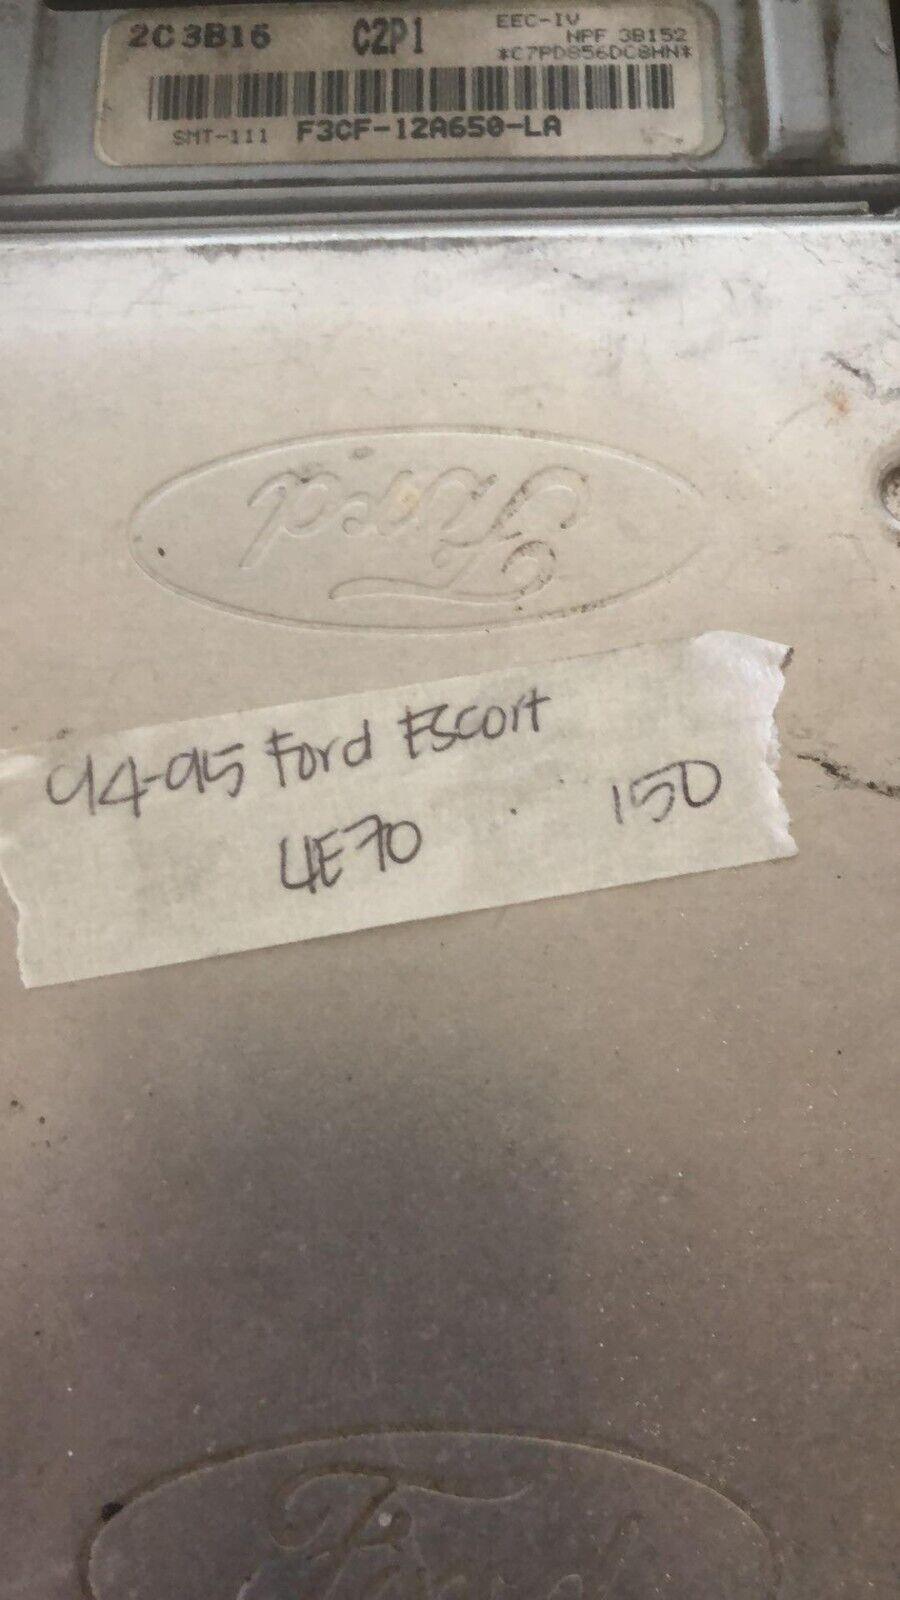 2C3B16 C2P1 EEC-IV
NPF 3B152
*C7PD856DC8HN*
SMT-111 F3CF-12A650-LA
Ford
94-95 Ford Escort
4E70 150
Ford